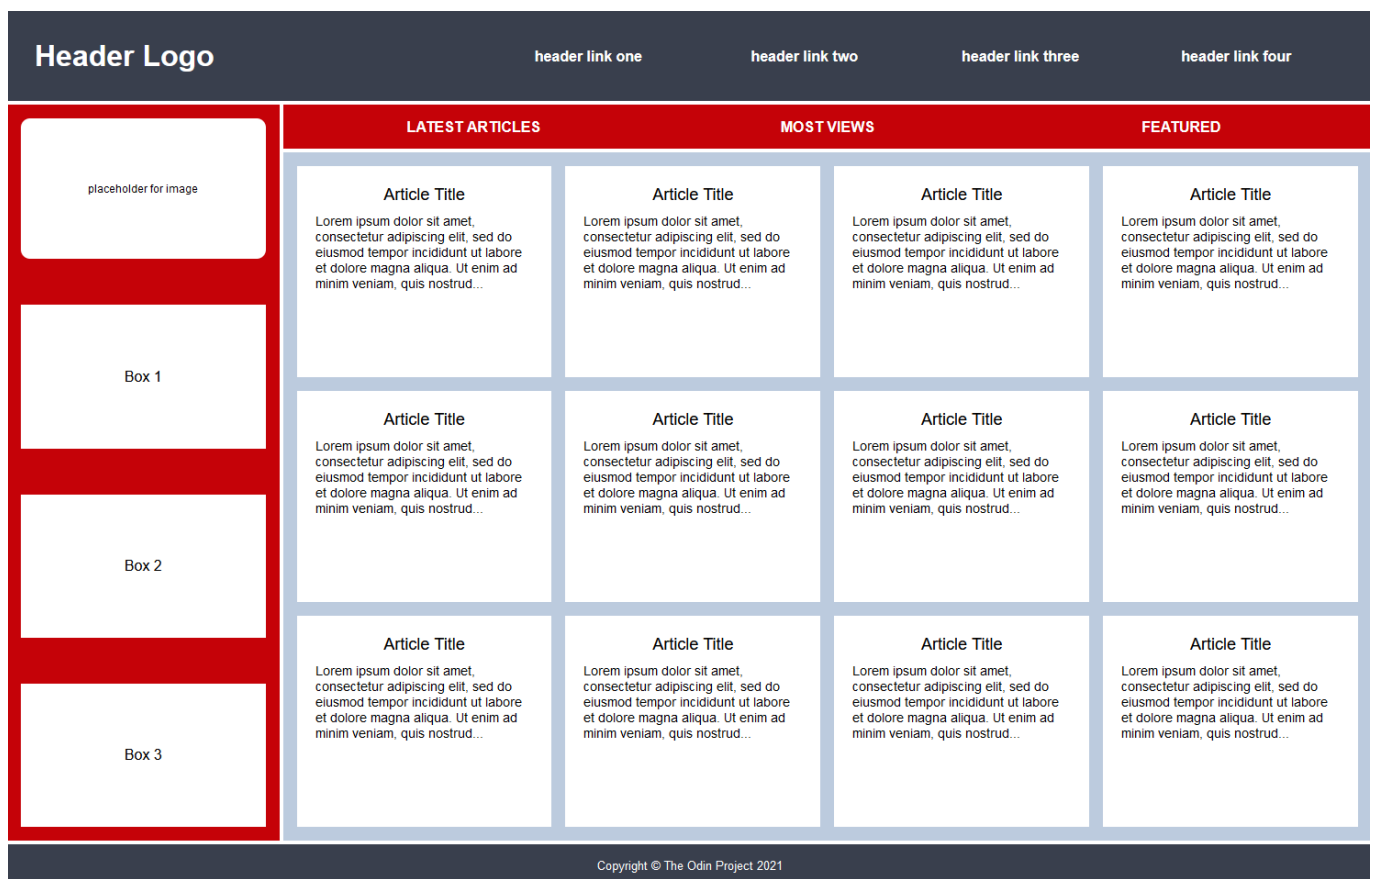 Header Logo
header link one
header link two
header link three
header link four
placeholder for image
Box 1
Box 2
Box 3
LATEST ARTICLES
MOST VIEWS
FEATURED
Article Title
Lorem ipsum dolor sit amet,
consectetur adipiscing elit, sed do
eiusmod tempor incididunt ut labore
et dolore magna aliqua. Ut enim ad
minim veniam, quis nostrud...
Article Title
Lorem ipsum dolor sit amet,
consectetur adipiscing elit, sed do
eiusmod tempor incididunt ut labore
et dolore magna aliqua. Ut enim ad
minim veniam, quis nostrud...
Article Title
Lorem ipsum dolor sit amet,
consectetur adipiscing elit, sed do
eiusmod tempor incididunt ut labore
et dolore magna aliqua. Ut enim ad
minim veniam, quis nostrud...
Article Title
Lorem ipsum dolor sit amet,
consectetur adipiscing elit, sed do
eiusmod tempor incididunt ut labore
et dolore magna aliqua. Ut enim ad
minim veniam, quis nostrud...
Article Title
Lorem ipsum dolor sit amet,
consectetur adipiscing elit, sed do
eiusmod tempor incididunt ut labore
et dolore magna aliqua. Ut enim ad
minim veniam, quis nostrud...
Article Title
Lorem ipsum dolor sit amet,
consectetur adipiscing elit, sed do
eiusmod tempor incididunt ut labore
et dolore magna aliqua. Ut enim ad
minim veniam, quis nostrud...
Article Title
Lorem ipsum dolor sit amet,
consectetur adipiscing elit, sed do
eiusmod tempor incididunt ut labore
et dolore magna aliqua. Ut enim ad
minim veniam, quis nostrud...
Article Title
Lorem ipsum dolor sit amet,
consectetur adipiscing elit, sed do
eiusmod tempor incididunt ut labore
et dolore magna aliqua. Ut enim ad
minim veniam, quis nostrud...
Article Title
Lorem ipsum dolor sit amet,
consectetur adipiscing elit, sed do
eiusmod tempor incididunt ut labore
et dolore magna aliqua. Ut enim ad
minim veniam, quis nostrud...
Article Title
Lorem ipsum dolor sit amet,
consectetur adipiscing elit, sed do
eiusmod tempor incididunt ut labore
et dolore magna aliqua. Ut enim ad
minim veniam, quis nostrud...
Article Title
Lorem ipsum dolor sit amet,
consectetur adipiscing elit, sed do
eiusmod tempor incididunt ut labore
et dolore magna aliqua. Ut enim ad
minim veniam, quis nostrud...
Article Title
Lorem ipsum dolor sit amet,
consectetur adipiscing elit, sed do
eiusmod tempor incididunt ut labore
et dolore magna aliqua. Ut enim ad
minim veniam, quis nostrud...
Copyright © The Odin Project 2021